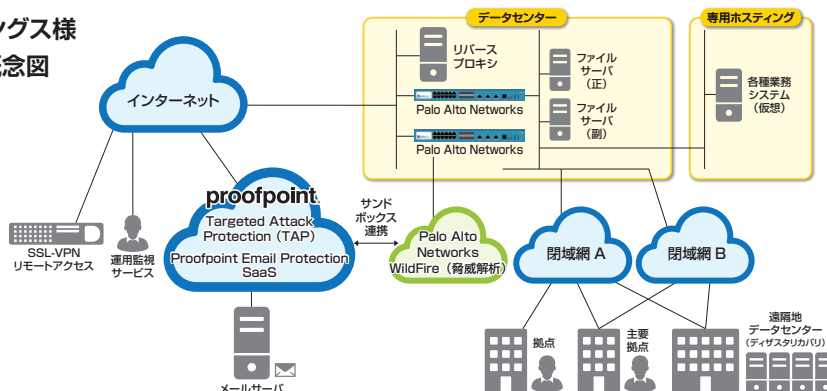 ングス様
念図
データセンター
専用ホスティング
リバース
プロキシ
ファイル
サーバ
(正)
各種業務
システム
(仮想)
インターネット
Palo Alto Networks
ファイル
サーバ
(副)
Palo Alto Networks
proofpoint.
Targeted Attack
Protection (TAP)
Proofpoint Email Protection
SaaS
サンド
ボックス
連携
Palo Alto
Networks
WildFire（脅威解析）
閉域網 A
閉域網 B
SSL-VPN
リモートアクセス
運用監視
サービス
拠点
主要
拠点
遠隔地
データセンター
(ディザスタリカバリ)
メールサーバ